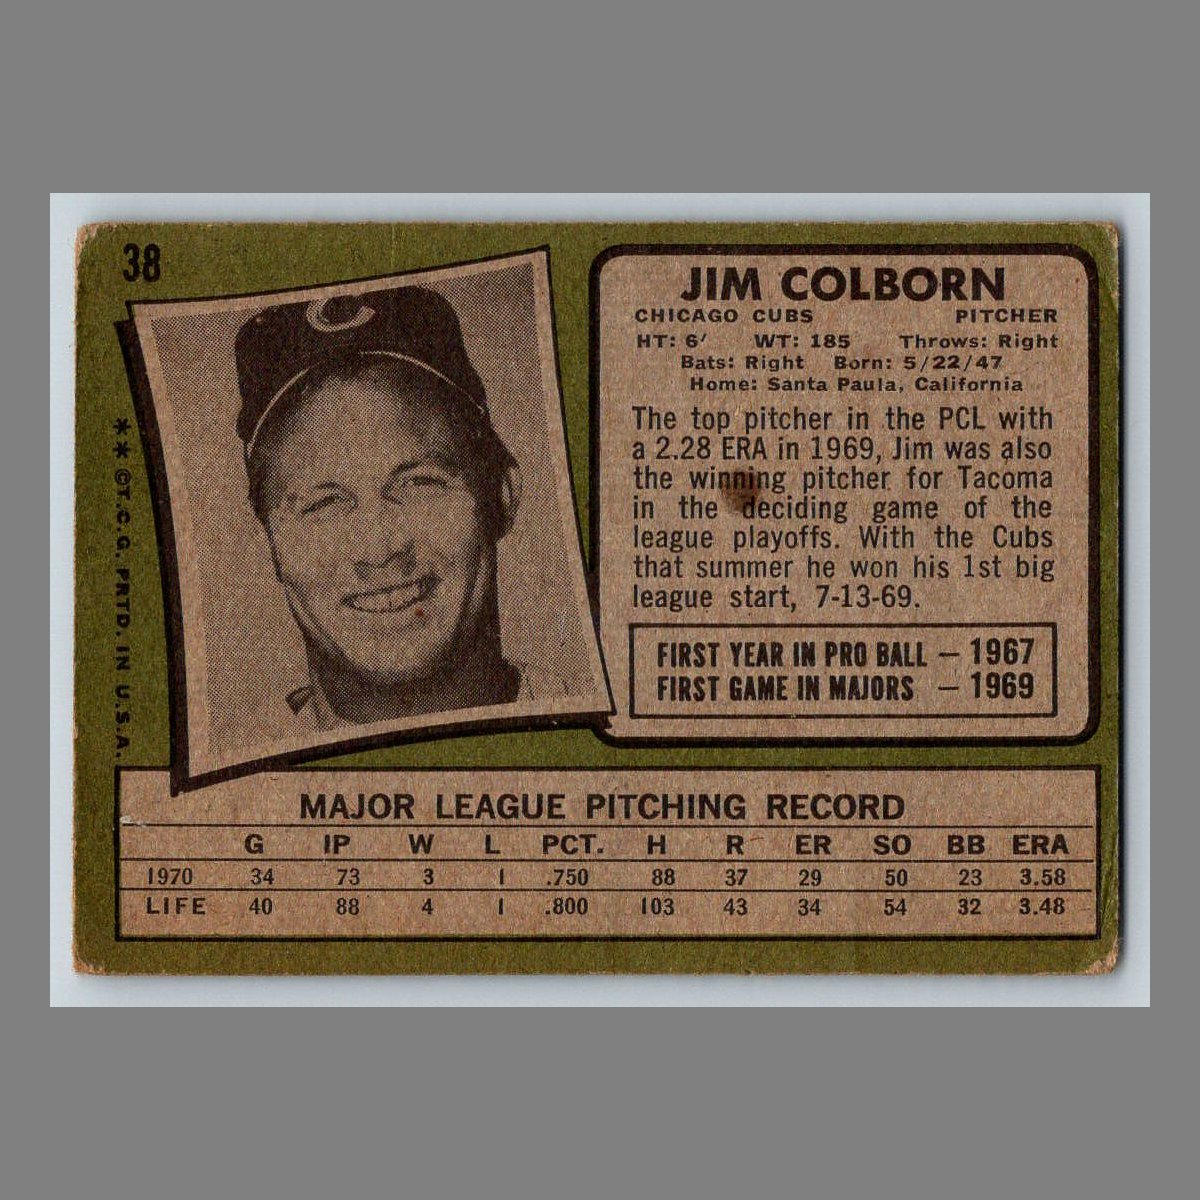 38
JIM COLBORN
CHICAGO CUBS PITCHER
HT: 6' WT: 185 Throws: Right
Bats: Right Born: 5/22/47
Home: Santa Paula, California
The top pitcher in the PCL with
a 2.28 ERA in 1969, Jim was also
the winning pitcher for Tacoma
in the deciding game of the
league playoffs. With the Cubs
that summer he won his 1st big
league start, 7-13-69.
FIRST YEAR IN PRO BALL – 1967
FIRST GAME IN MAJORS – 1969
C
** ©T.C.G. PRTD. IN U.S.A.
MAJOR LEAGUE PITCHING RECORD
G IP W L PCT. H R ER SO BB ERA
1970 34 73 3 1 .750 88 37 29 50 23 3.58
LIFE 40 88 4 1 .800 103 43 34 54 32 3.48